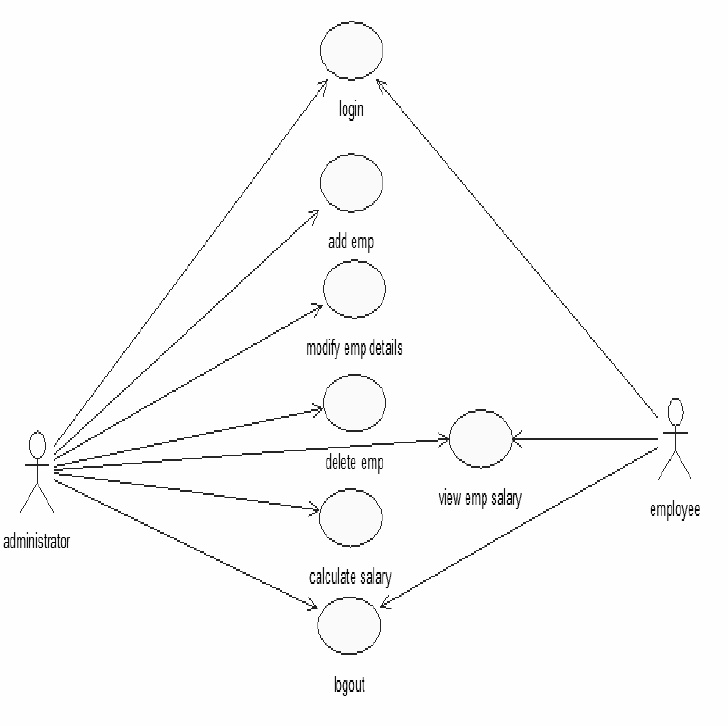 login
add emp
modify emp details
delete emp
view emp salary
employee
administrator
calculate salary
logout